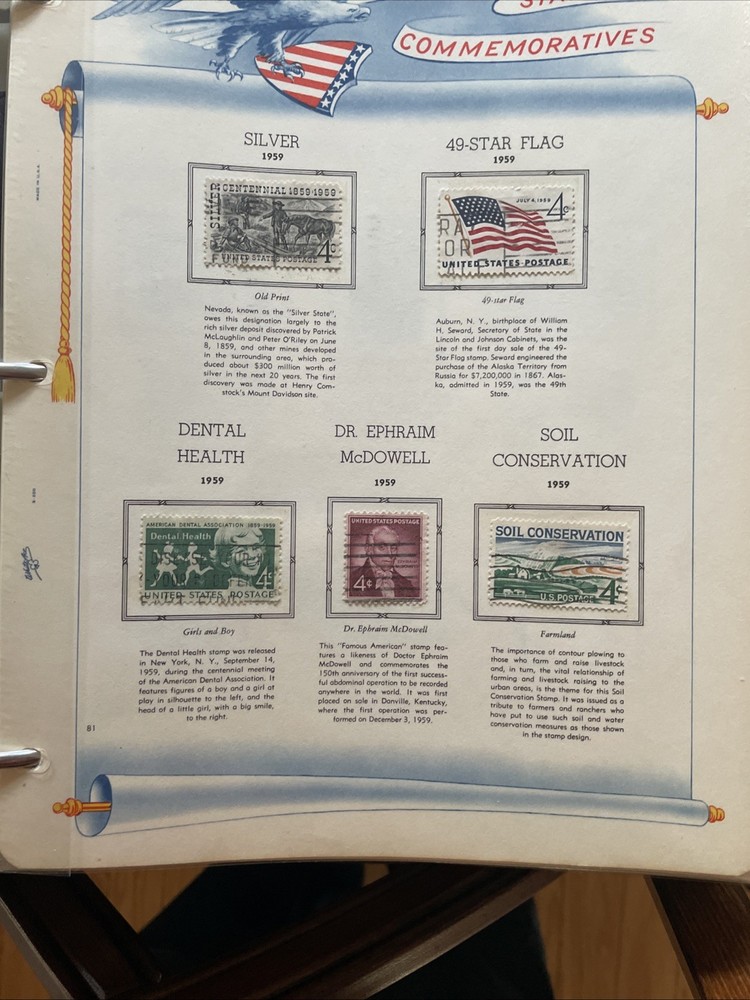 COMMEMORATIVES
SILVER
1959
49-STAR FLAG
1959
SILVER
CENTENNIAL 1859·1959
4¢
UNITED STATES POSTAGE
JULY 4, 1959
4¢
UNITED STATES POSTAGE
Old Print
49-star Flag
Nevada, known as the "Silver State",
owes this designation largely to the
rich silver deposit discovered by Patrick
McLaughlin and Peter O'Riley on June
8, 1859, and other mines developed
in the surrounding area, which pro-
duced about $300 million worth of
silver in the next 20 years. The first
discovery was made at Henry Com-
stock's Mount Davidson site.
Auburn, N. Y., birthplace of William
H. Seward, Secretary of State in the
Lincoln and Johnson Cabinets, was the
site of the first day sale of the 49-
Star Flag stamp. Seward engineered the
purchase of the Alaska Territory from
Russia for $7,200,000 in 1867. Alas-
ka, admitted in 1959, was the 49th
State.
DENTAL
HEALTH
1959
DR. EPHRAIM
McDOWELL
1959
SOIL
CONSERVATION
1959
AMERICAN DENTAL ASSOCIATION 1859-1959
Dental Health
4¢
UNITED STATES POSTAGE
UNITED STATES POSTAGE
4¢
SOIL CONSERVATION
4¢
U.S. POSTAGE
Girls and Boy
Dr. Ephraim McDowell
Farmland
The Dental Health stamp was released
in New York, N. Y., September 14,
1959, during the centennial meeting
of the American Dental Association. It
features figures of a boy and a girl at
play in silhouette to the left, and the
head of a little girl, with a big smile,
to the right.
This "Famous American" stamp fea-
tures a likeness of Doctor Ephraim
McDowell and commemorates the
150th anniversary of the first success-
ful abdominal operation to be recorded
anywhere in the world. It was first
placed on sale in Danville, Kentucky,
where the first operation was per-
formed on December 3, 1959.
The importance of contour plowing to
those who farm and raise livestock
and, in turn, the vital relationship of
farming and livestock raising to the
urban areas, is the theme for this Soil
Conservation Stamp. It was issued as a
tribute to farmers and ranchers who
have put to use such soil and water
conservation measures as those shown
in the stamp design.
81
MADE IN U.S.A.